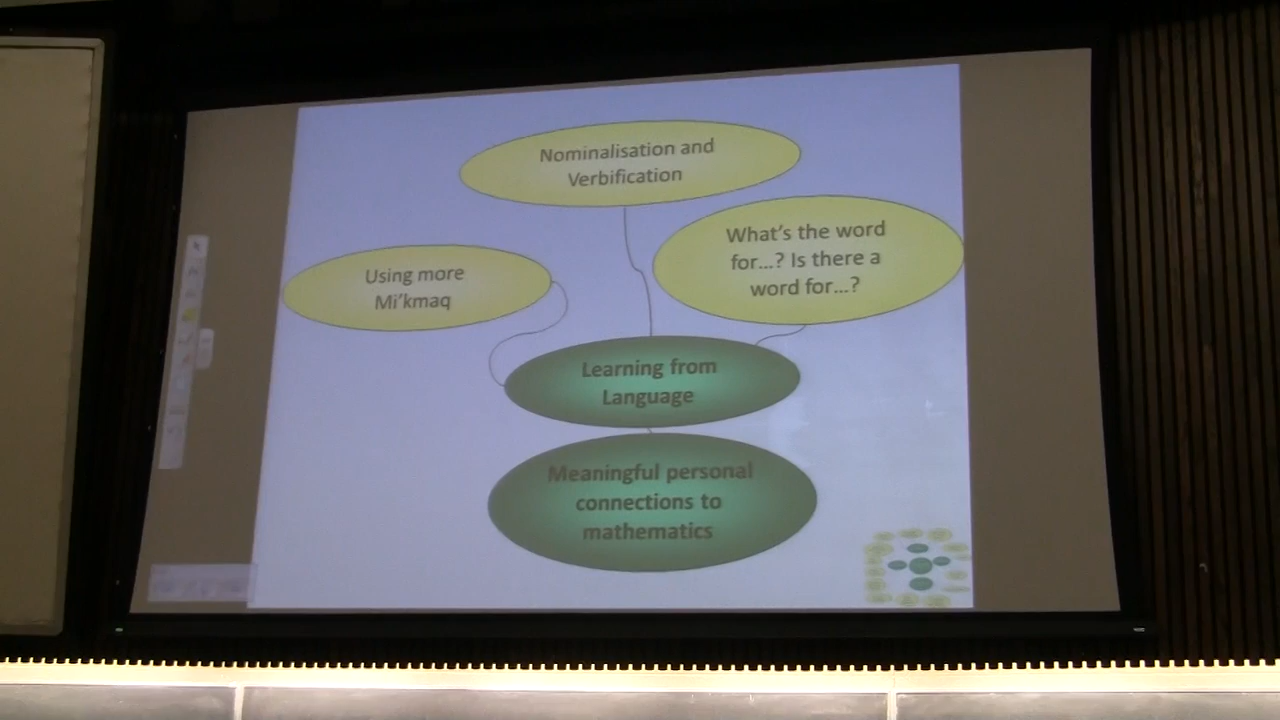 Nominalisation and
Verbification
What's the word
for...? Is there a
word for...?
Using more
Mi'kmaq
Learning from
Language
Meaningful personal
connections to
mathematics